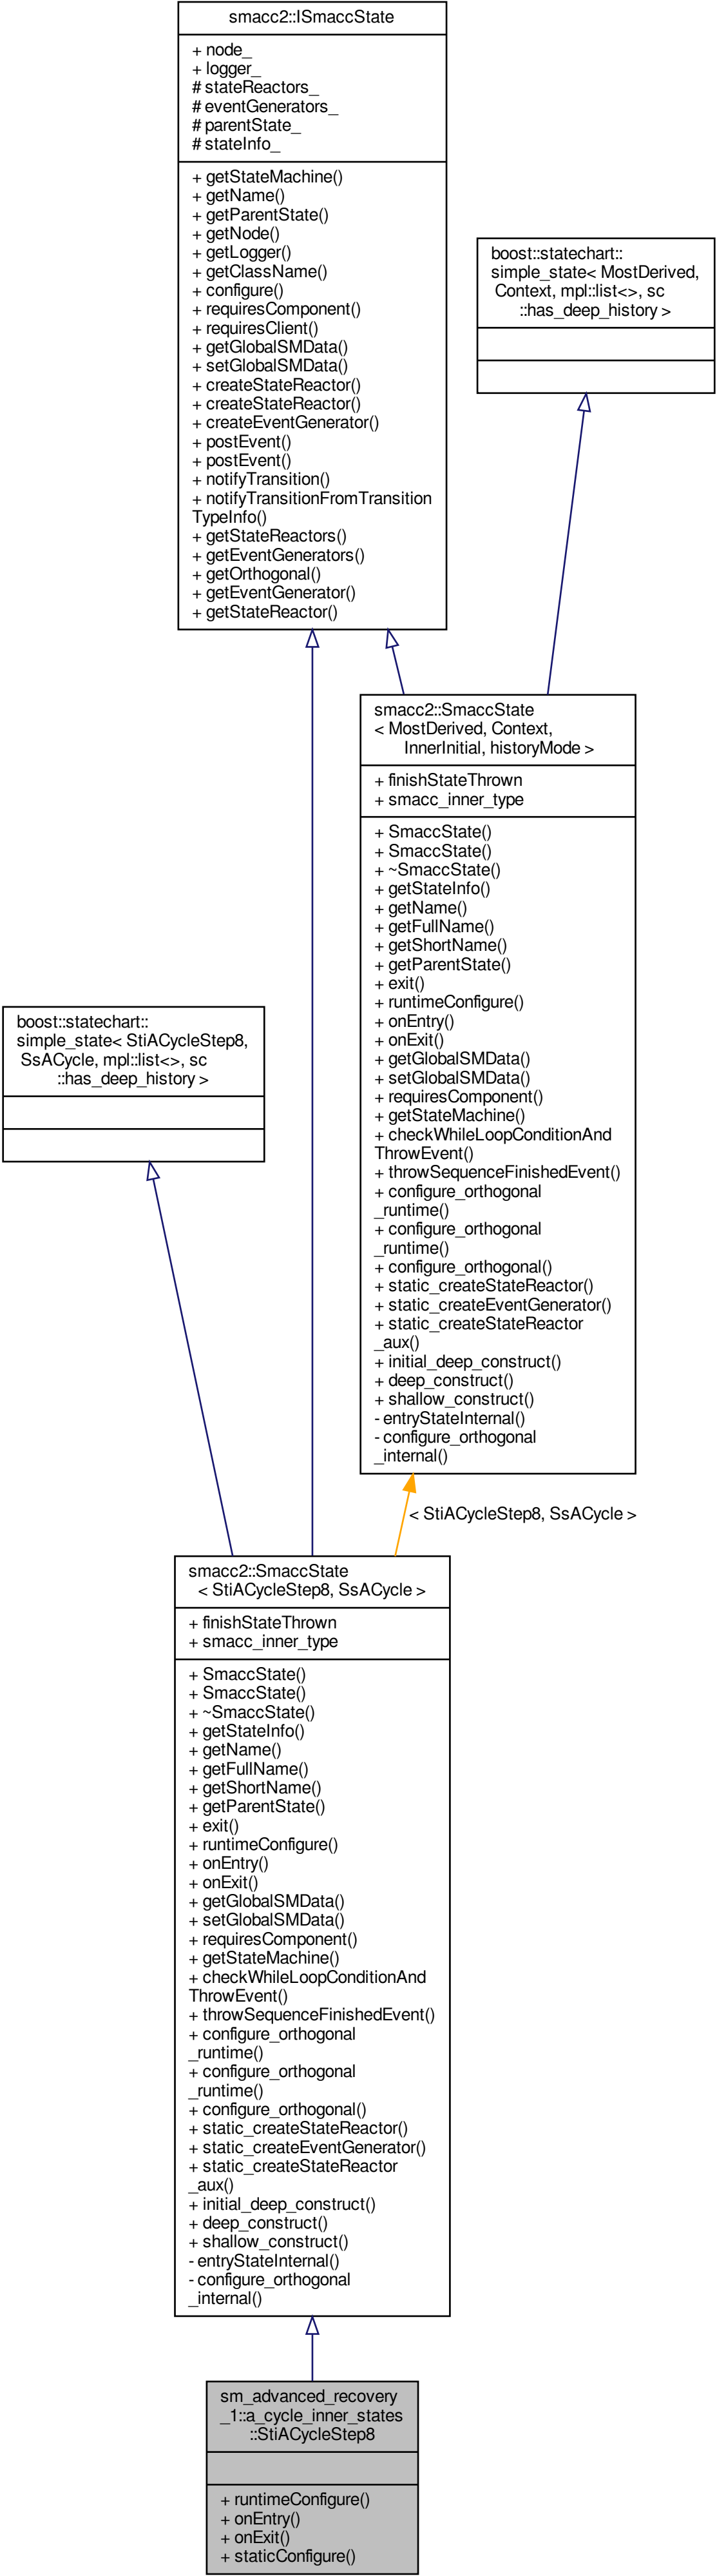 smacc2::ISmaccState
+ node_
+ logger_
# stateReactors_
# eventGenerators_
# parentState_
# stateInfo_
+ getStateMachine()
+ getName()
+ getParentState()
+ getNode()
+ getLogger()
+ getClassName()
+ configure()
+ requiresComponent()
+ requiresClient()
+ getGlobalSMData()
+ setGlobalSMData()
+ createStateReactor()
+ createStateReactor()
+ createEventGenerator()
+ postEvent()
+ postEvent()
+ notifyTransition()
+ notifyTransitionFromTransition
TypeInfo()
+ getStateReactors()
+ getEventGenerators()
+ getOrthogonal()
+ getEventGenerator()
+ getStateReactor()
boost::statechart::
simple_state< MostDerived,
Context, mpl::list<>, sc
::has_deep_history >
smacc2::SmaccState
< MostDerived, Context,
InnerInitial, historyMode >
+ finishStateThrown
+ smacc_inner_type
+ SmaccState()
+ SmaccState()
+ ~SmaccState()
+ getStateInfo()
+ getName()
+ getFullName()
+ getShortName()
+ getParentState()
+ exit()
+ runtimeConfigure()
+ onEntry()
+ onExit()
+ getGlobalSMData()
+ setGlobalSMData()
+ requiresComponent()
+ getStateMachine()
+ checkWhileLoopConditionAnd
ThrowEvent()
+ throwSequenceFinishedEvent()
+ configure_orthogonal
_runtime()
+ configure_orthogonal
_runtime()
+ configure_orthogonal()
+ static_createStateReactor()
+ static_createEventGenerator()
+ static_createStateReactor
_aux()
+ initial_deep_construct()
+ deep_construct()
+ shallow_construct()
- entryStateInternal()
- configure_orthogonal
_internal()
boost::statechart::
simple_state< StiACycleStep8,
SsACycle, mpl::list<>, sc
::has_deep_history >
< StiACycleStep8, SsACycle >
smacc2::SmaccState
< StiACycleStep8, SsACycle >
+ finishStateThrown
+ smacc_inner_type
+ SmaccState()
+ SmaccState()
+ ~SmaccState()
+ getStateInfo()
+ getName()
+ getFullName()
+ getShortName()
+ getParentState()
+ exit()
+ runtimeConfigure()
+ onEntry()
+ onExit()
+ getGlobalSMData()
+ setGlobalSMData()
+ requiresComponent()
+ getStateMachine()
+ checkWhileLoopConditionAnd
ThrowEvent()
+ throwSequenceFinishedEvent()
+ configure_orthogonal
_runtime()
+ configure_orthogonal
_runtime()
+ configure_orthogonal()
+ static_createStateReactor()
+ static_createEventGenerator()
+ static_createStateReactor
_aux()
+ initial_deep_construct()
+ deep_construct()
+ shallow_construct()
- entryStateInternal()
- configure_orthogonal
_internal()
sm_advanced_recovery
_1::a_cycle_inner_states
::StiACycleStep8
+ runtimeConfigure()
+ onEntry()
+ onExit()
+ staticConfigure()